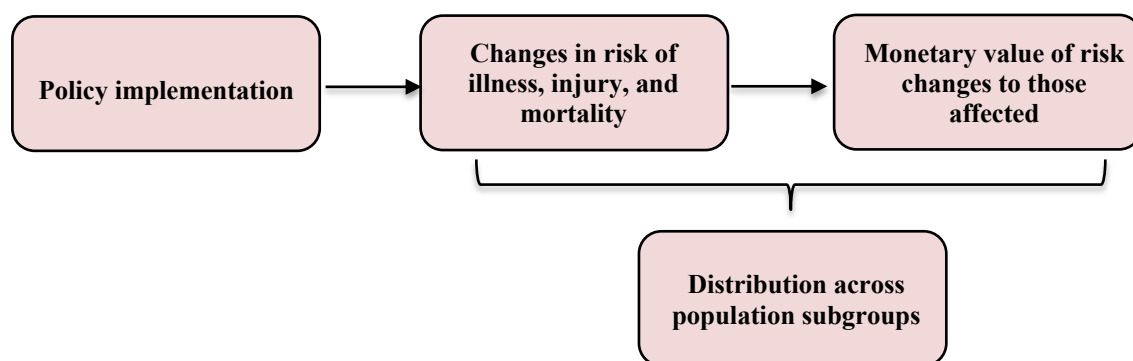 Policy implementation
Changes in risk of
illness, injury, and
mortality
Monetary value of risk
changes to those
affected
Distribution across
population subgroups